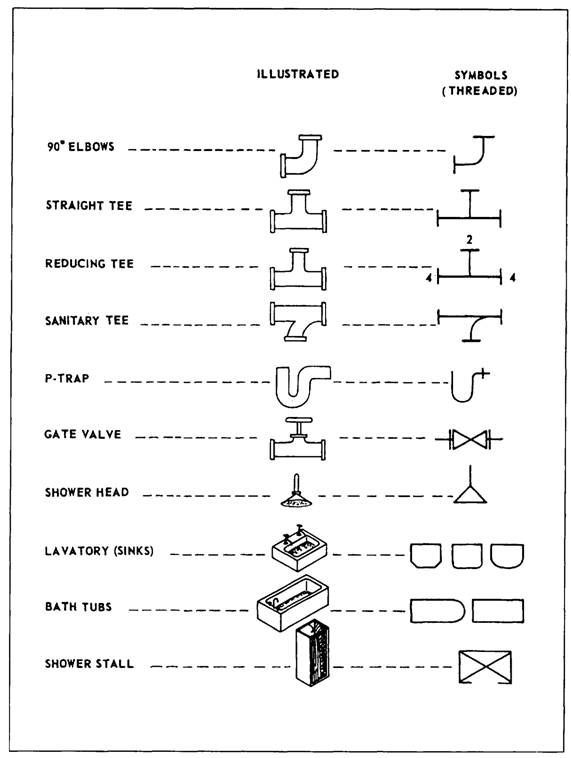 ILLUSTRATED
SYMBOLS
(THREADED)
90° ELBOWS
STRAIGHT TEE
2
REDUCING TEE
4 4
SANITARY TEE
P-TRAP
GATE VALVE
SHOWER HEAD
LAVATORY (SINKS)
BATH TUBS
SHOWER STALL